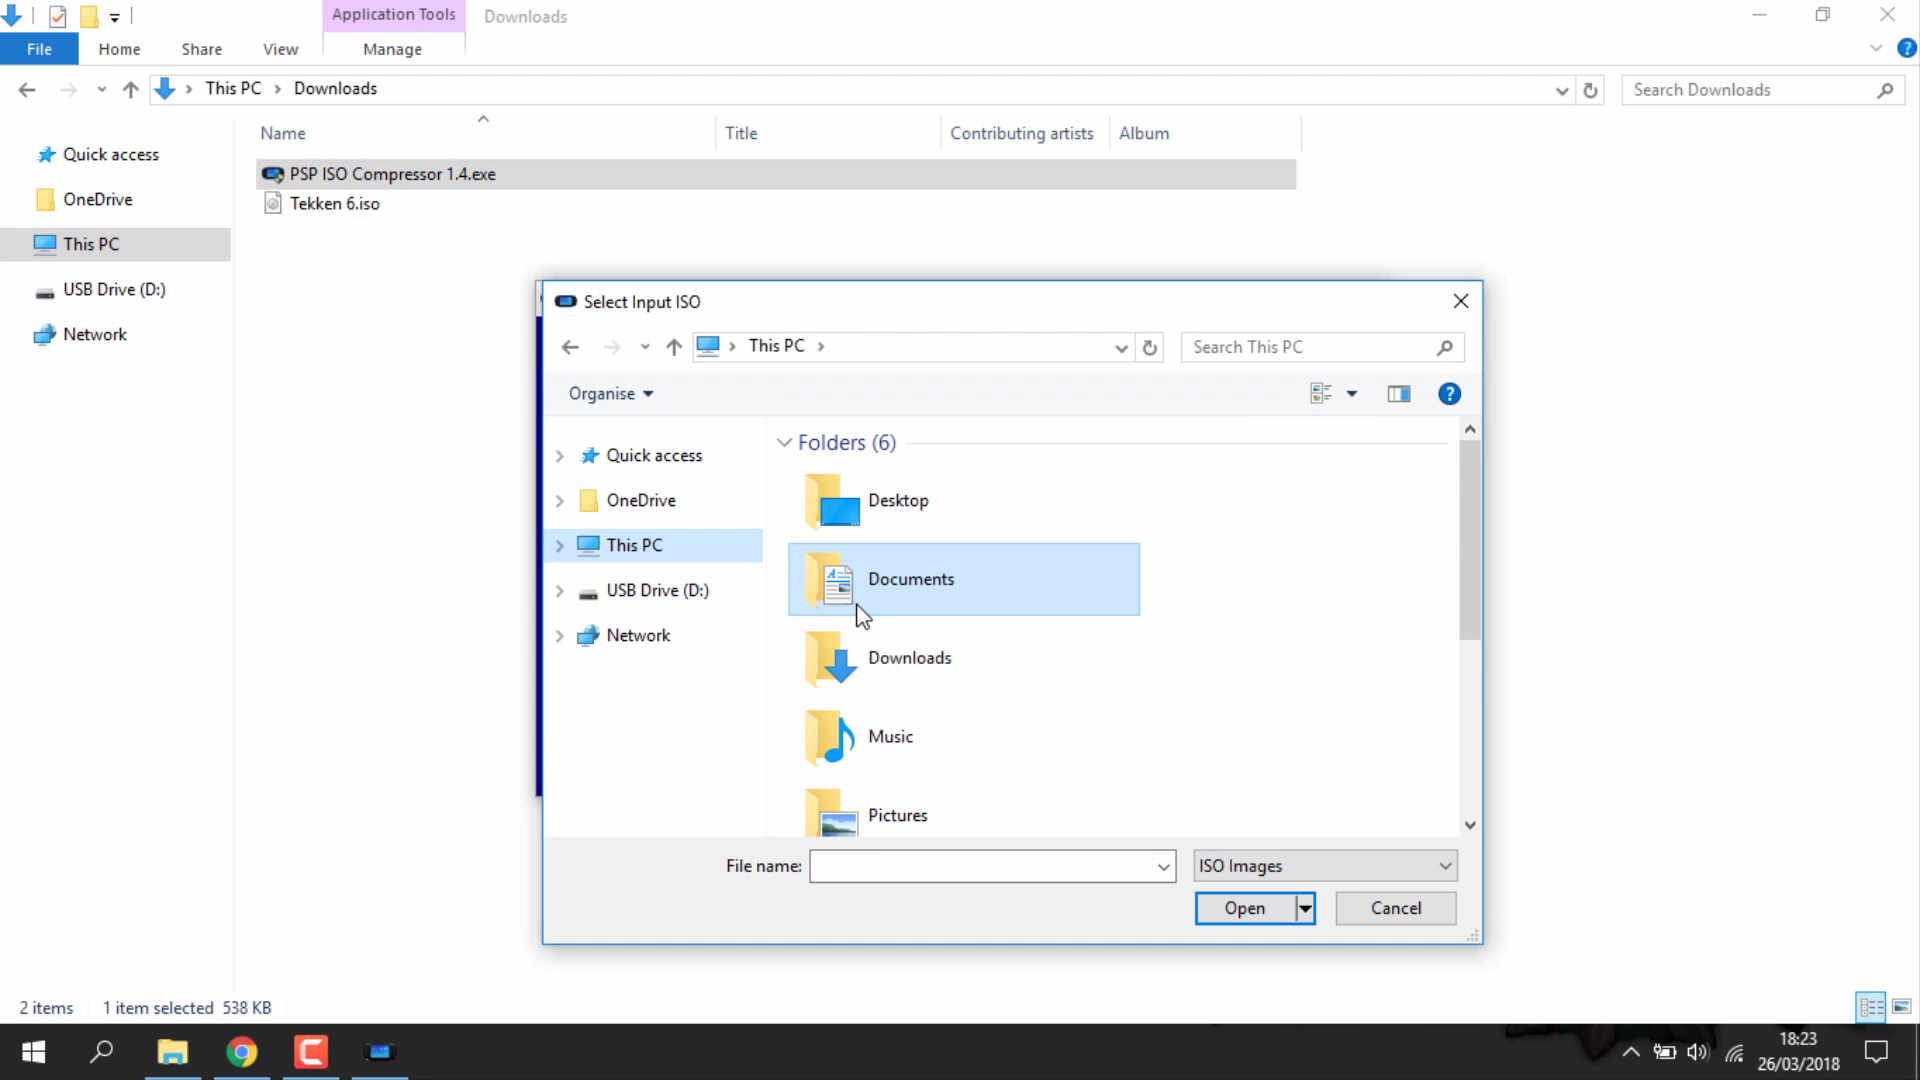 Application Tools
Downloads
File
Home
Share
View
Manage
This PC
Downloads
Search Downloads
Name
Title
Contributing artists
Album
Quick access
OneDrive
This PC
USB Drive (D:)
Network
PSP ISO Compressor 1.4.exe
Tekken 6.iso
Select Input ISO
This PC
Search This PC
Organise
Quick access
OneDrive
This PC
USB Drive (D:)
Network
Folders (6)
Desktop
Documents
Downloads
Music
Pictures
File name:
ISO Images
Open
Cancel
2 items
1 item selected 538 KB
18:23
26/03/2018